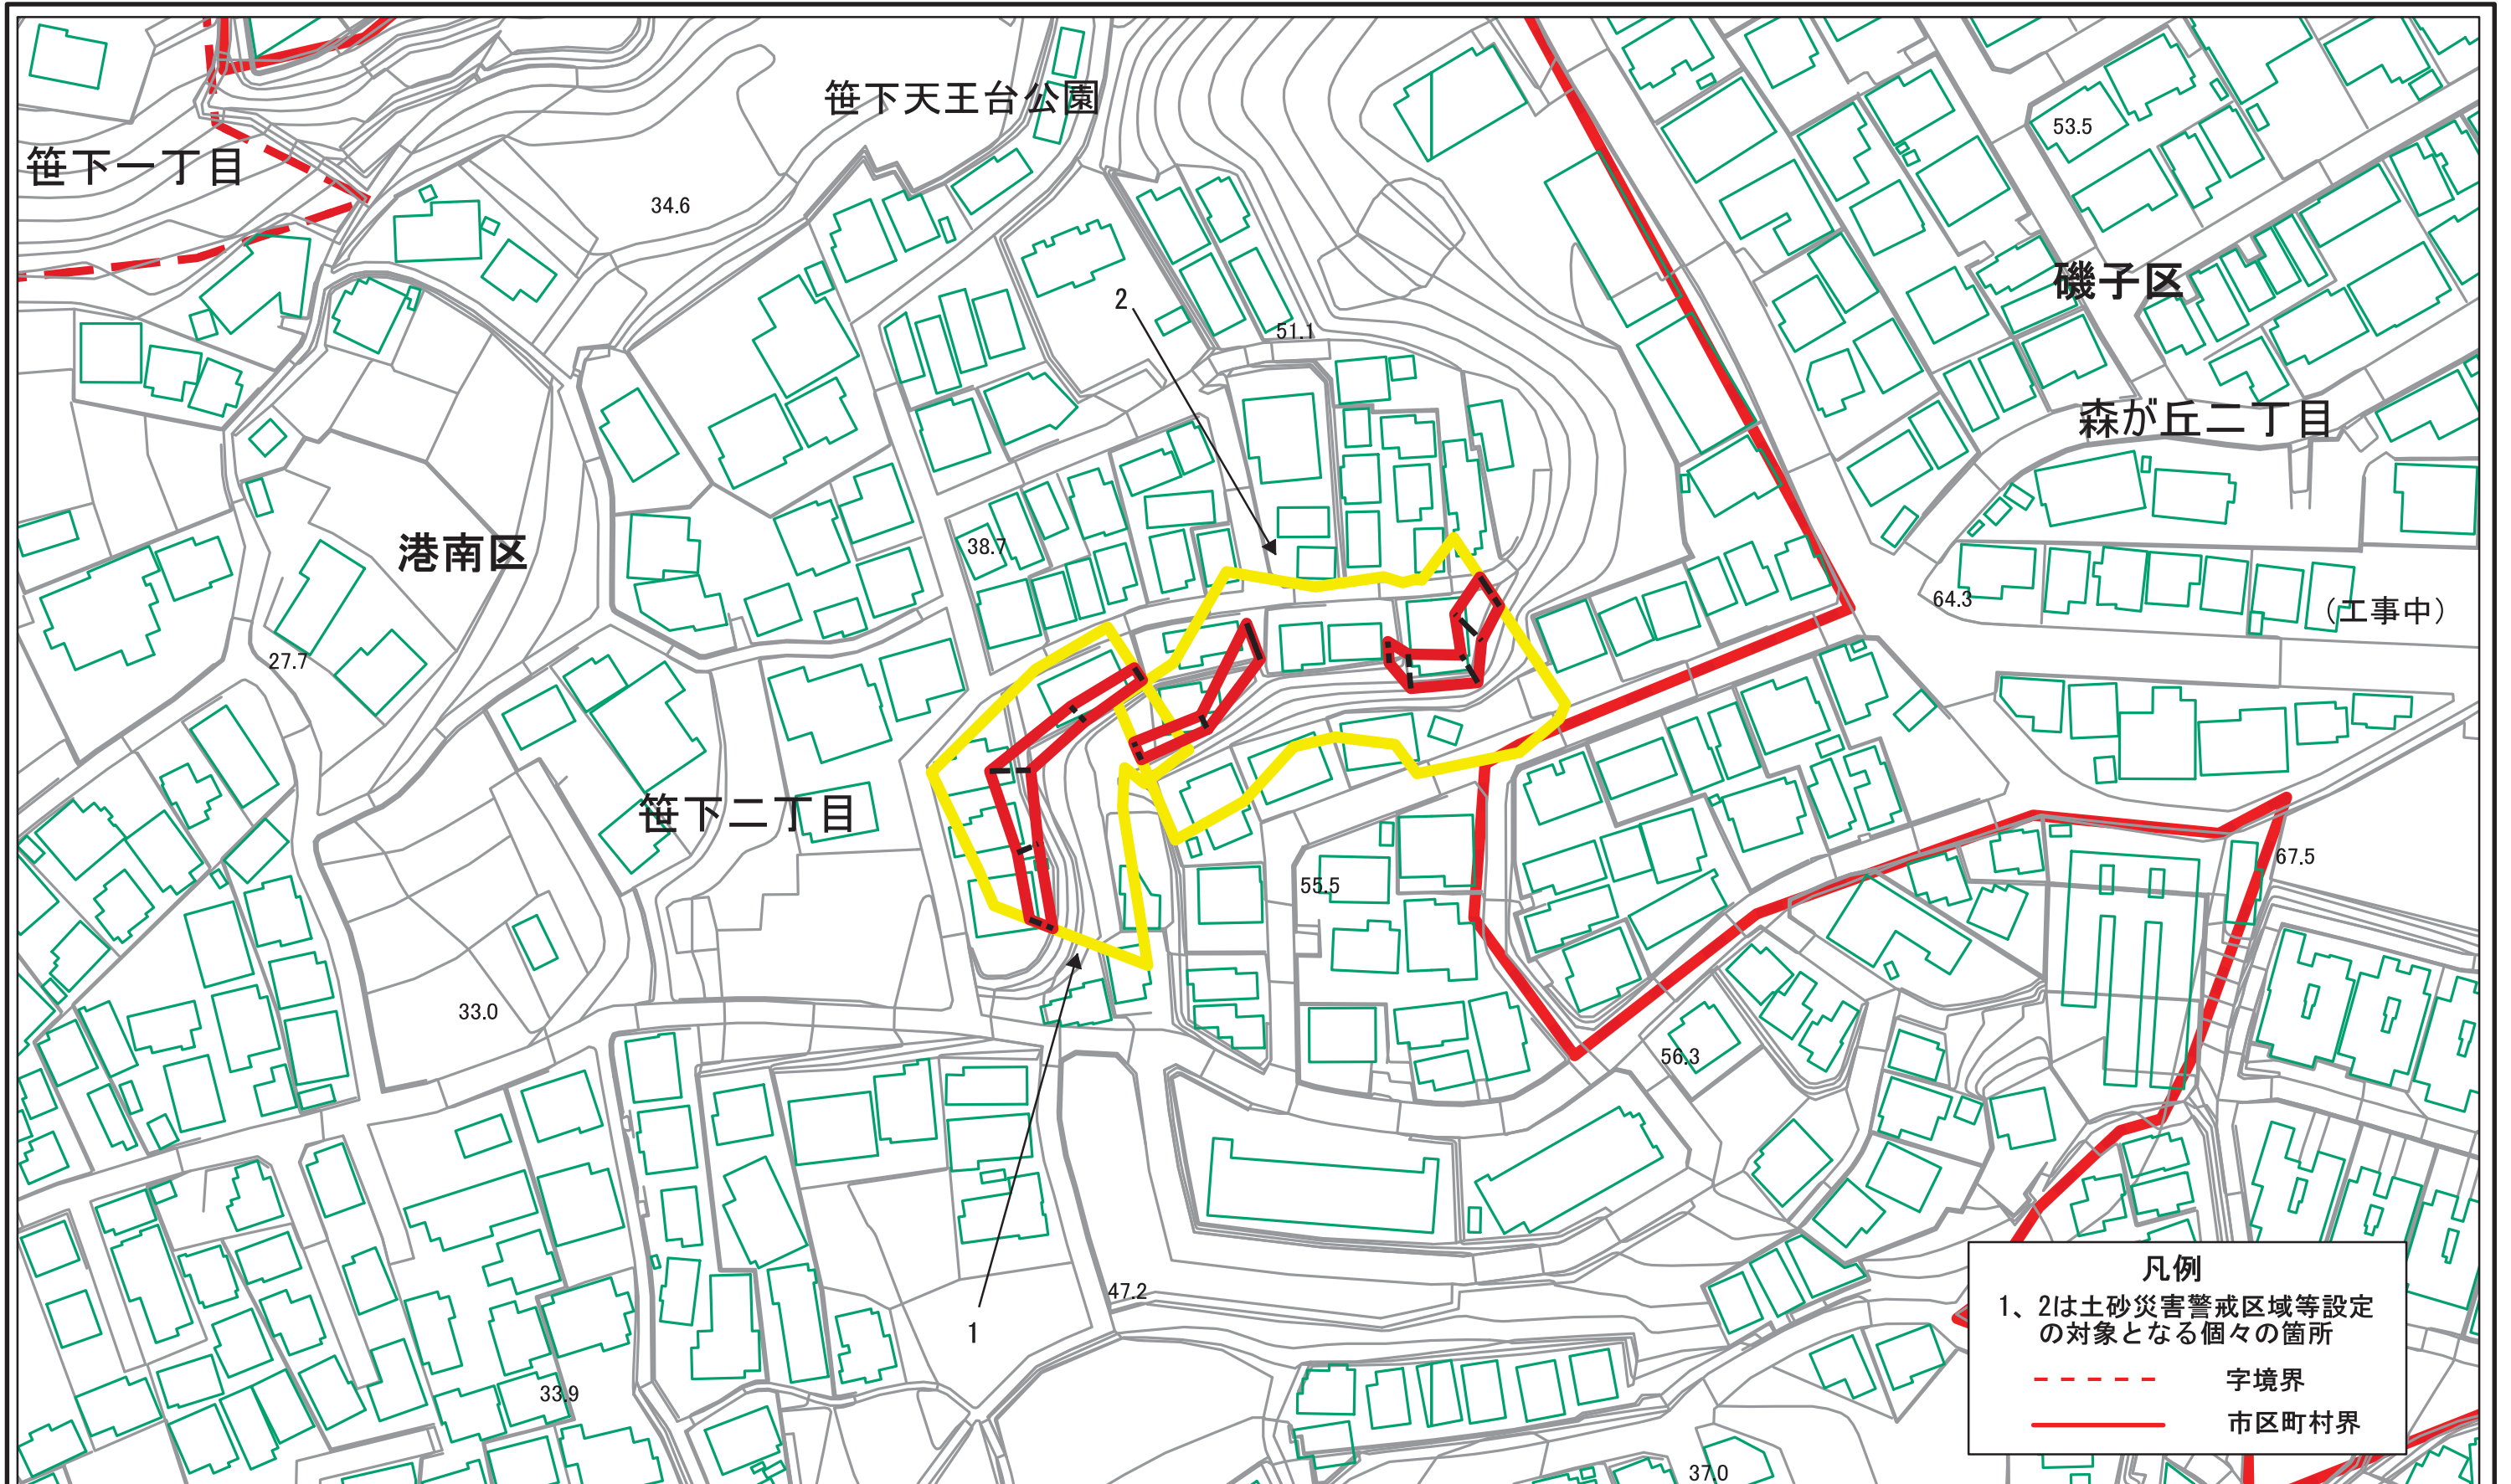 笹下天王台公園
53.5
笹下一丁目
34.6
磯子区
2
51.1
森が丘二丁目
港南区
38.7
64.3
（工事中）
27.7
笹下二丁目
67.5
55.5
33.0
56.3
47.2
1
33.9
37.0
凡例
1、2は土砂災害警戒区域等設定
の対象となる個々の箇所
字境界
市区町村界